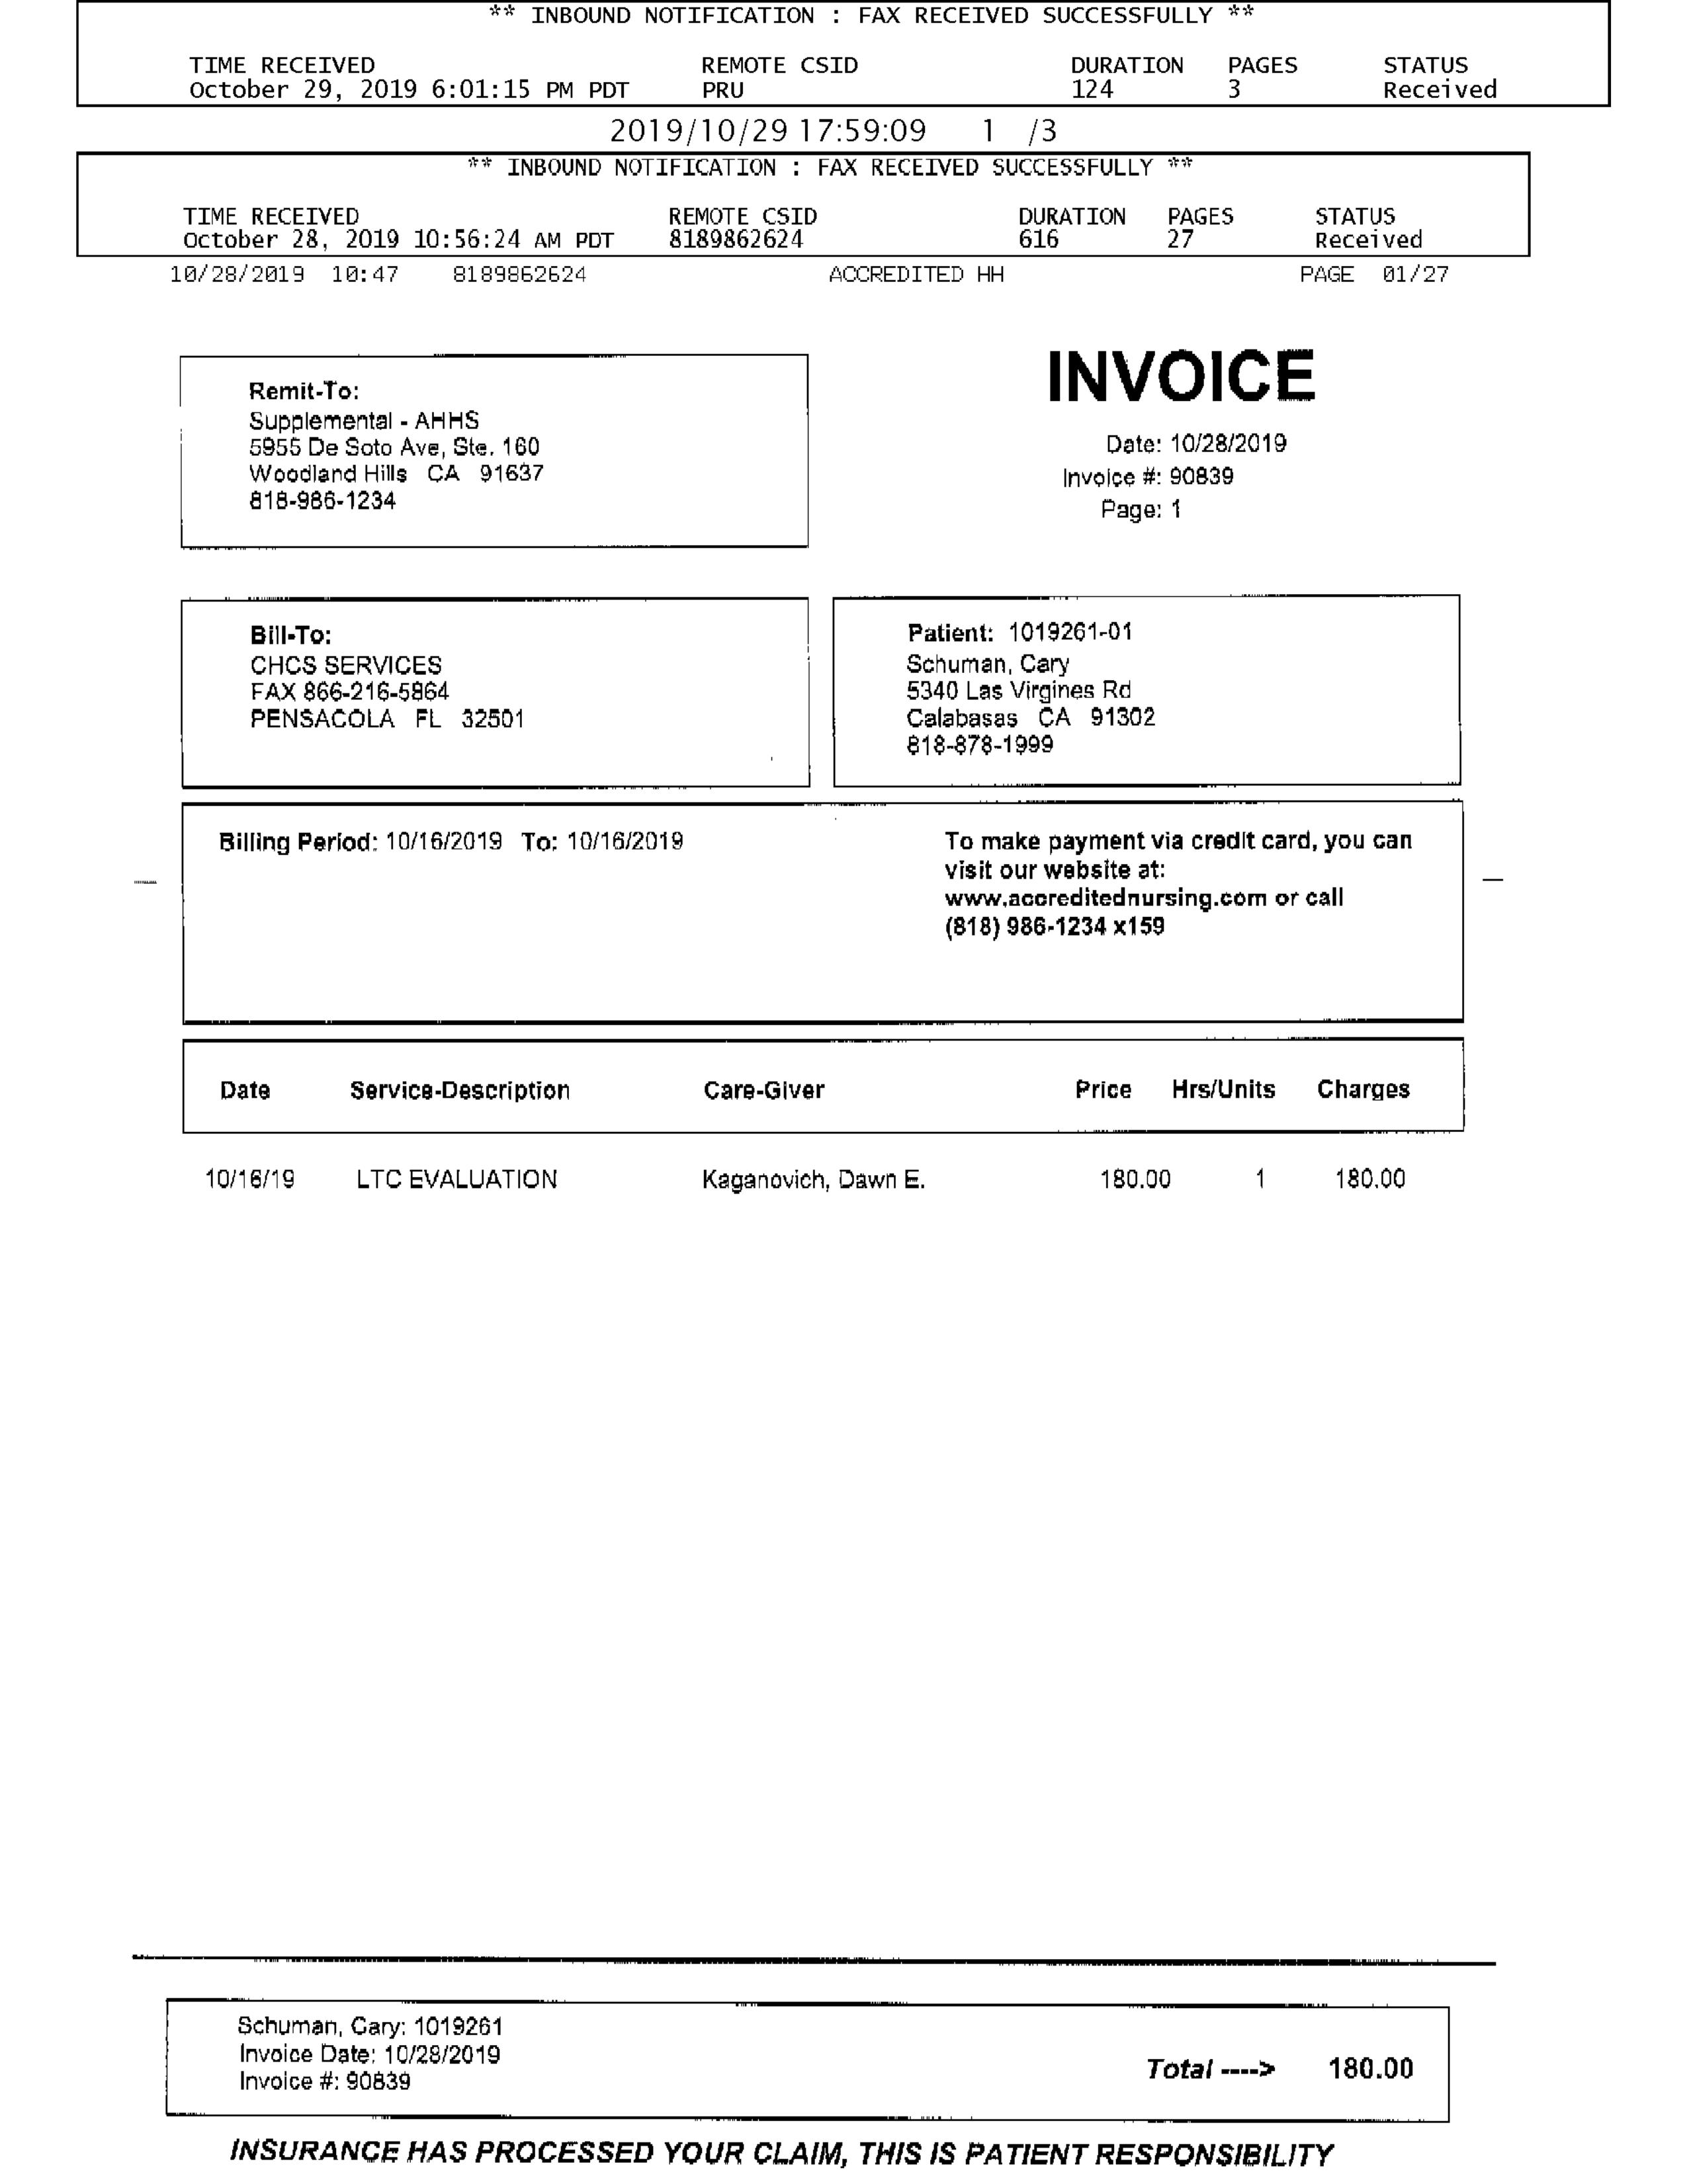 ** INBOUND NOTIFICATION : FAX RECEIVED SUCCESSFULLY **
TIME RECEIVED REMOTE CSID DURATION PAGES STATUS
October 29, 2019 6:01:15 PM PDT PRU 124 3 Received
2019/10/29 17:59:09 1 /3
** INBOUND NOTIFICATION : FAX RECEIVED SUCCESSFULLY **
TIME RECEIVED REMOTE CSID DURATION PAGES STATUS
October 28, 2019 10:56:24 AM PDT 8189862624 616 27 Received
10/28/2019 10:47 8189862624 ACCREDITED HH PAGE 01/27
INVOICE
Remit-To:
Supplemental - AHHS
5955 De Soto Ave, Ste. 160
Woodland Hills CA 91637
818-986-1234
Date: 10/28/2019
Invoice #: 90839
Page: 1
Bill-To:
CHCS SERVICES
FAX 866-216-5864
PENSACOLA FL 32501
Patient: 1019261-01
Schuman, Cary
5340 Las Virgines Rd
Calabasas CA 91302
818-878-1999
Billing Period: 10/16/2019 To: 10/16/2019
To make payment via credit card, you can
visit our website at:
www.accreditednursing.com or call
(818) 986-1234 x159
Date Service-Description Care-Giver Price Hrs/Units Charges
10/16/19 LTC EVALUATION Kaganovich, Dawn E. 180.00 1 180.00
Schuman, Cary: 1019261
Invoice Date: 10/28/2019
Invoice #: 90839
Total ----> 180.00
INSURANCE HAS PROCESSED YOUR CLAIM, THIS IS PATIENT RESPONSIBILITY